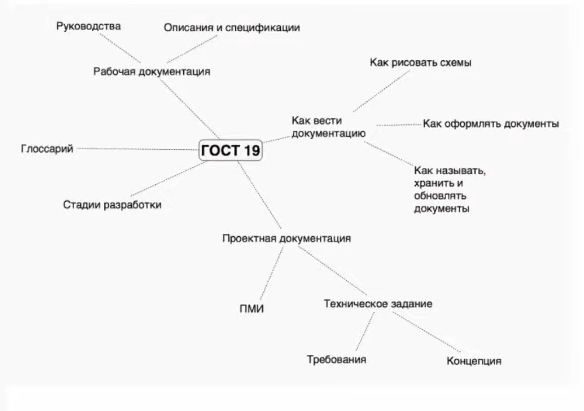 Руководства
Описания и спецификации
Рабочая документация
Как рисовать схемы
Как вести
документацию
Как оформлять документы
Глоссарий
ГОСТ 19
Как называть,
хранить и
обновлять
документы
Стадии разработки
Проектная документация
ПМИ
Техническое задание
Требования
Концепция